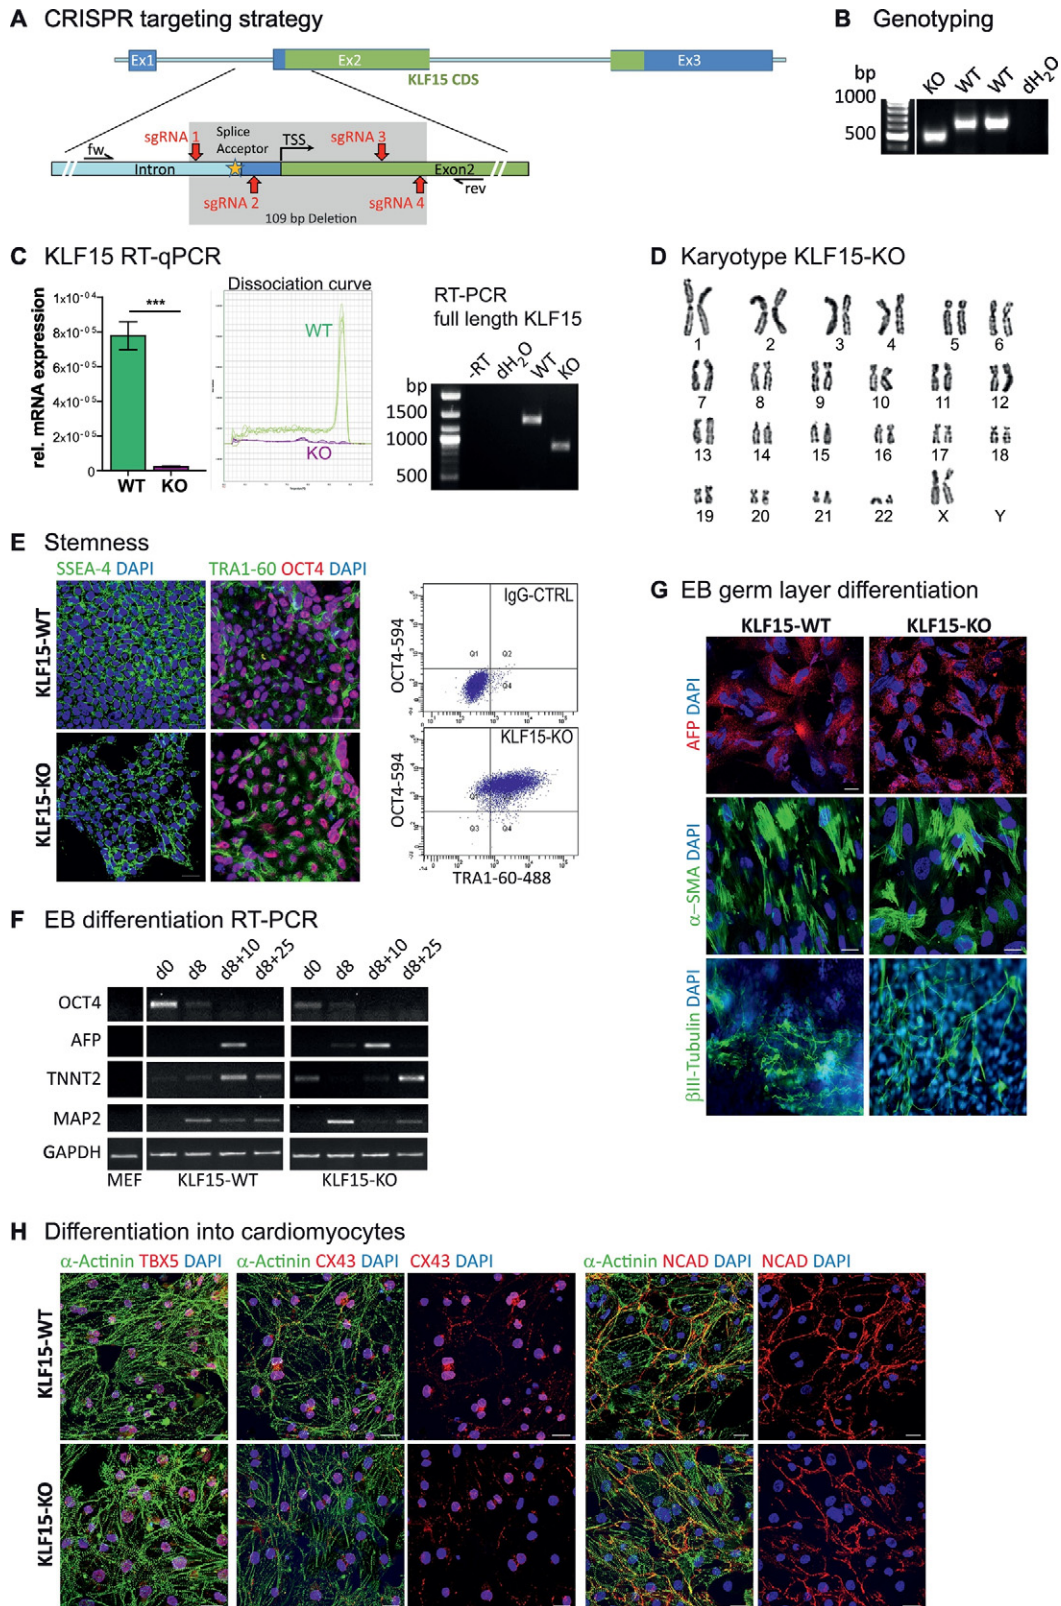 A CRISPR targeting strategy
Ex1
Ex2
Ex3
KLF15 CDS
sgRNA 1
Splice
Acceptor
TSS
sgRNA 3
fw
Intron
Exon2
rev
sgRNA 2
sgRNA 4
109 bp Deletion
B Genotyping
bp
KO
WT
WT
dH2O
1000
500
C KLF15 RT-qPCR
rel. mRNA expression
1x10-04
8x10-05
6x10-05
4x10-05
2x10-05
0
***
WT
KO
Dissociation curve
WT
KO
RT-PCR
full length KLF15
-RT
dH2O
WT
KO
bp
1500
1000
500
D Karyotype KLF15-KO
1 2 3 4 5 6
7 8 9 10 11 12
13 14 15 16 17 18
19 20 21 22 X Y
E Stemness
SSEA-4 DAPI
TRA1-60 OCT4 DAPI
KLF15-WT
KLF15-KO
IgG-CTRL
OCT4-594
Q1
Q2
Q4
KLF15-KO
OCT4-594
Q3
Q4
TRA1-60-488
F EB differentiation RT-PCR
d0 d8 d8+10 d8+25 d0 d8 d8+10 d8+25
OCT4
AFP
TNNT2
MAP2
GAPDH
MEF KLF15-WT KLF15-KO
G EB germ layer differentiation
KLF15-WT KLF15-KO
AFP DAPI
α-SMA DAPI
βIII-Tubulin DAPI
H Differentiation into cardiomyocytes
α-Actinin TBX5 DAPI
α-Actinin CX43 DAPI
CX43 DAPI
α-Actinin NCAD DAPI
NCAD DAPI
KLF15-WT
KLF15-KO